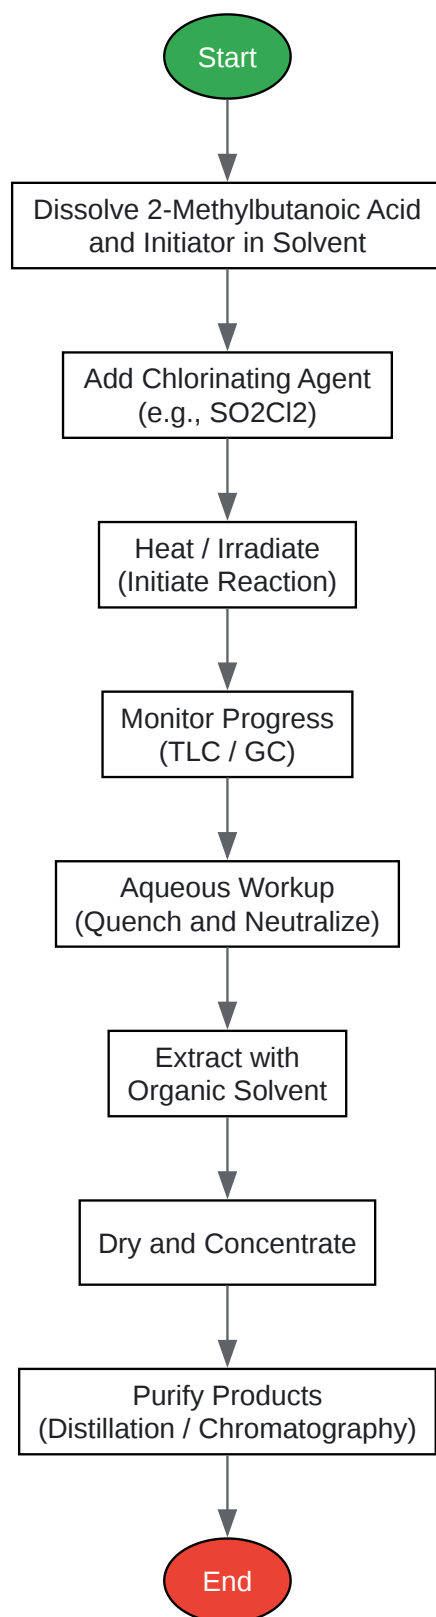 Start
Dissolve 2-Methylbutanoic Acid
and Initiator in Solvent
Add Chlorinating Agent
(e.g., SO2Cl2)
Heat / Irradiate
(Initiate Reaction)
Monitor Progress
(TLC / GC)
Aqueous Workup
(Quench and Neutralize)
Extract with
Organic Solvent
Dry and Concentrate
Purify Products
(Distillation / Chromatography)
End